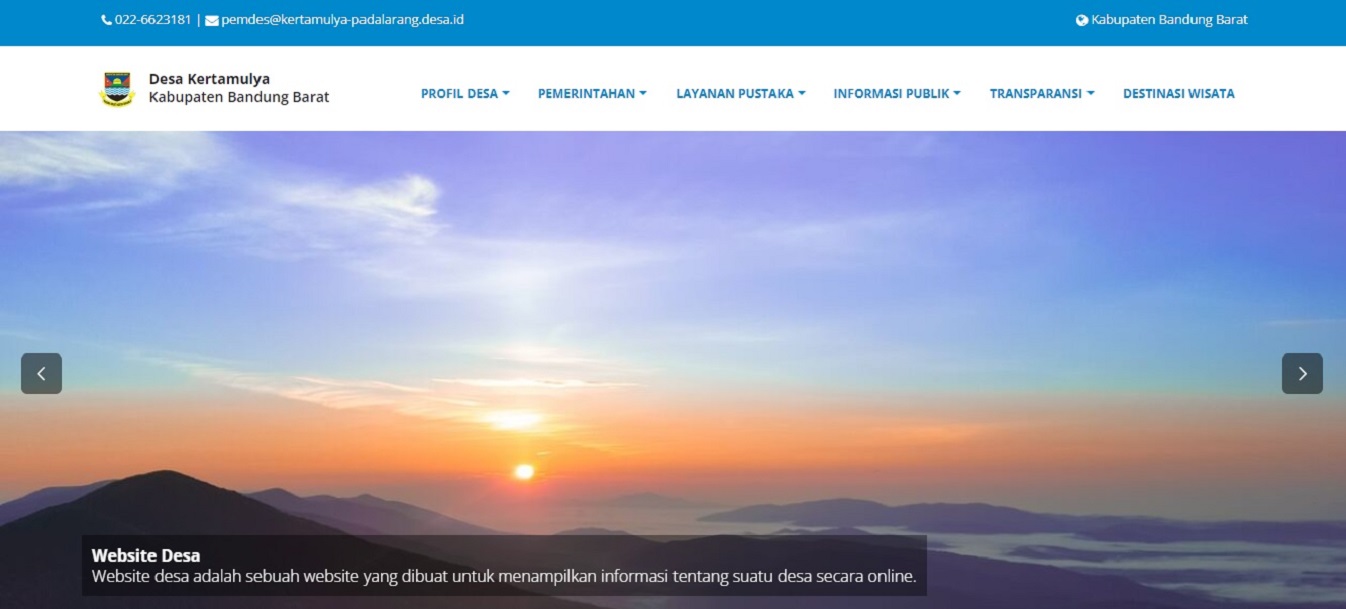 022-6623181 | pemdes@kertamulya-padalarang.desa.id
Kabupaten Bandung Barat
Desa Kertamulya
Kabupaten Bandung Barat
PROFIL DESA
PEMERINTAHAN
LAYANAN PUSTAKA
INFORMASI PUBLIK
TRANSPARANSI
DESTINASI WISATA
Website Desa
Website desa adalah sebuah website yang dibuat untuk menampilkan informasi tentang suatu desa secara online.